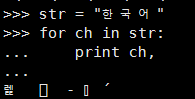 >>> str = "한 국 어 "
>>> for ch in str:
...     print ch,
...